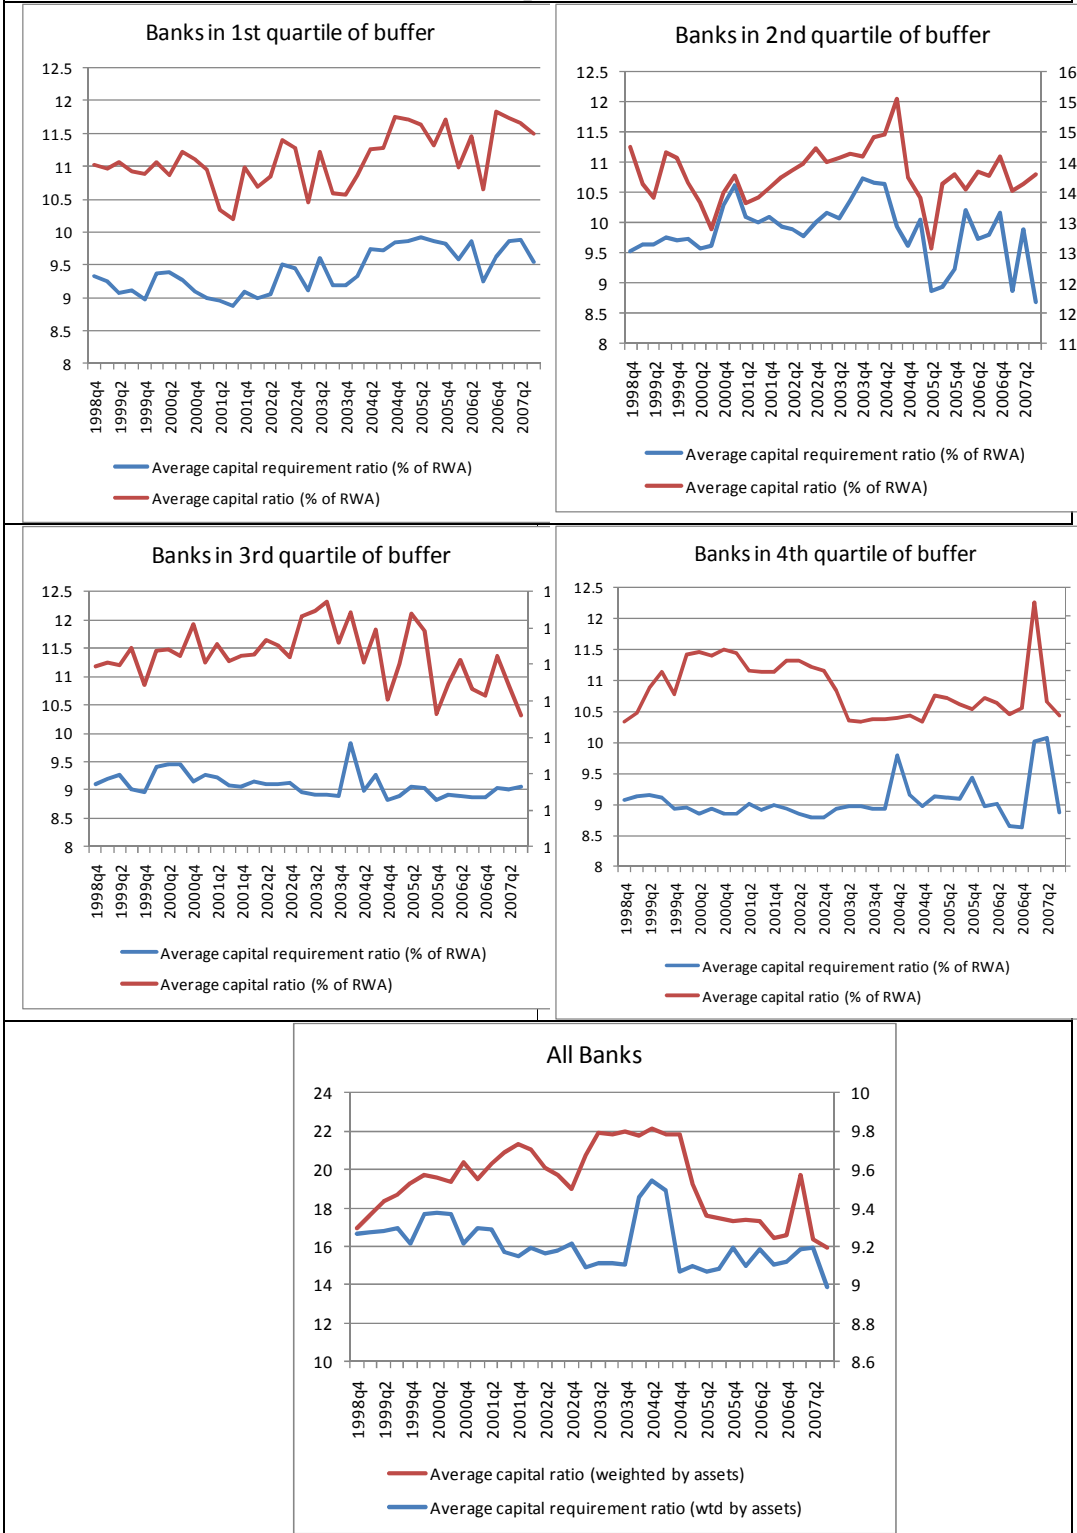 Banks in 1st quartile of buffer
12.5
12
11.5
11
10.5
10
9.5
9
8.5
8
1998q4
1999q2
1999q4
2000q2
2000q4
2001q2
2001q4
2002q2
2002q4
2003q2
2003q4
2004q2
2004q4
2005q2
2005q4
2006q2
2006q4
2007q2
Average capital requirement ratio (% of RWA)
Average capital ratio (% of RWA)
Banks in 2nd quartile of buffer
12.5
12
11.5
11
10.5
10
9.5
9
8.5
8
16
15
15
14
14
13
13
12
12
11
1998q4
1999q2
1999q4
2000q2
2000q4
2001q2
2001q4
2002q2
2002q4
2003q2
2003q4
2004q2
2004q4
2005q2
2005q4
2006q2
2006q4
2007q2
Average capital requirement ratio (% of RWA)
Average capital ratio (% of RWA)
Banks in 3rd quartile of buffer
12.5
12
11.5
11
10.5
10
9.5
9
8.5
8
1
1
1
1
1
1
1
1
1998q4
1999q2
1999q4
2000q2
2000q4
2001q2
2001q4
2002q2
2002q4
2003q2
2003q4
2004q2
2004q4
2005q2
2005q4
2006q2
2006q4
2007q2
Average capital requirement ratio (% of RWA)
Average capital ratio (% of RWA)
Banks in 4th quartile of buffer
12.5
12
11.5
11
10.5
10
9.5
9
8.5
8
1998q4
1999q2
1999q4
2000q2
2000q4
2001q2
2001q4
2002q2
2002q4
2003q2
2003q4
2004q2
2004q4
2005q2
2005q4
2006q2
2006q4
2007q2
Average capital requirement ratio (% of RWA)
Average capital ratio (% of RWA)
All Banks
24
22
20
18
16
14
12
10
10
9.8
9.6
9.4
9.2
9
8.8
8.6
1998q4
1999q2
1999q4
2000q2
2000q4
2001q2
2001q4
2002q2
2002q4
2003q2
2003q4
2004q2
2004q4
2005q2
2005q4
2006q2
2006q4
2007q2
Average capital ratio (weighted by assets)
Average capital requirement ratio (wtd by assets)